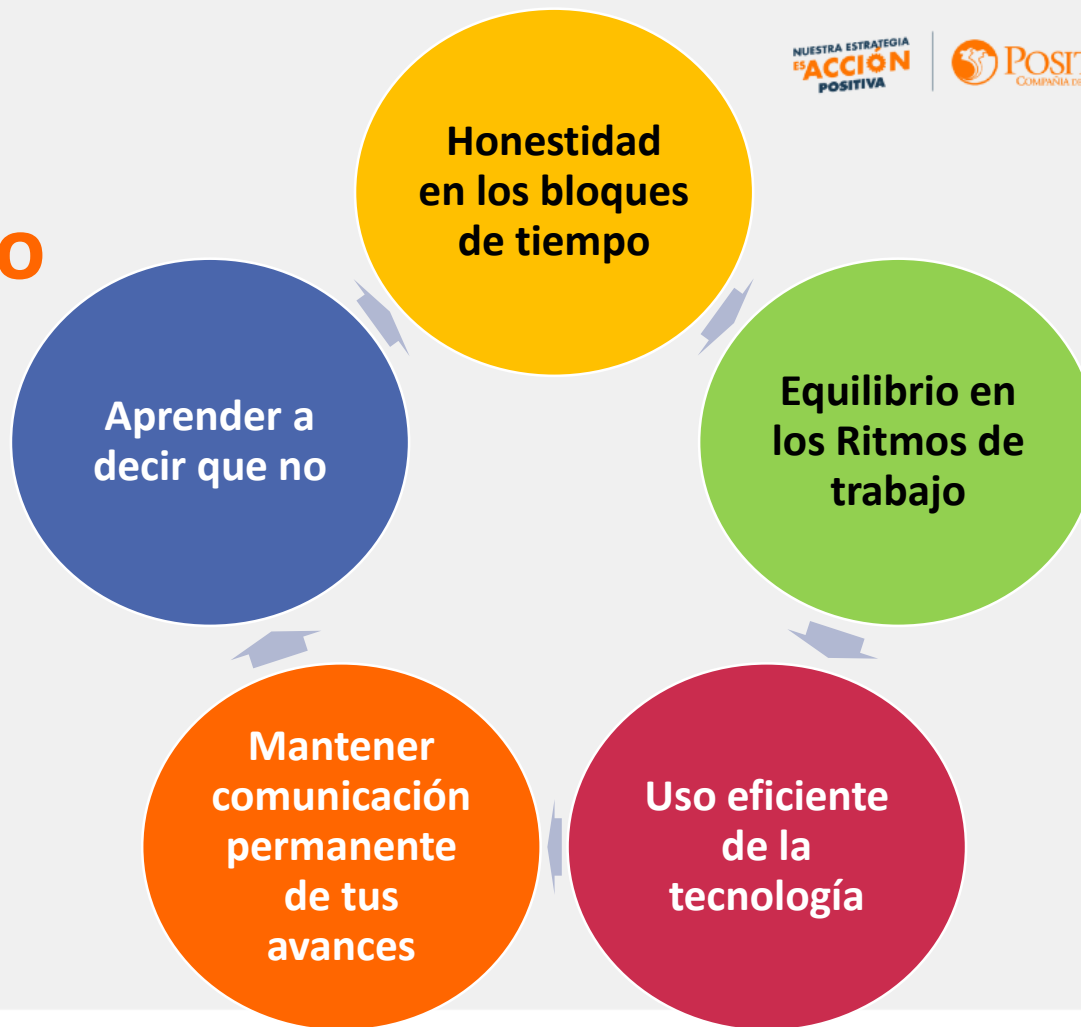 NUESTRA ESTRATEGIA
ES ACCIÓN
POSITIVA
Honestidad
en los bloques
de tiempo
Equilibrio en
los Ritmos de
trabajo
Uso eficiente
de la
tecnología
Mantener
comunicación
permanente
de tus
avances
Aprender a
decir que no